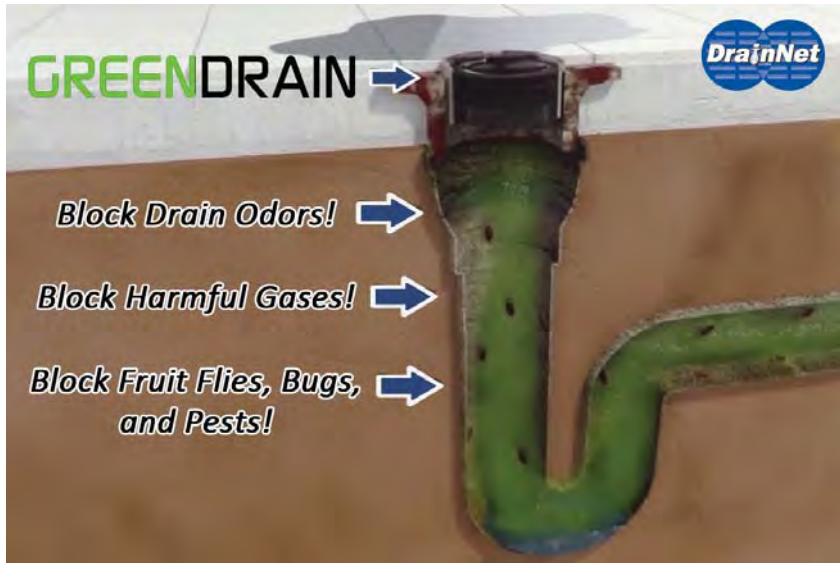 GREENDRAIN
DrainNet
Block Drain Odors!
Block Harmful Gases!
Block Fruit Flies, Bugs,
and Pests!